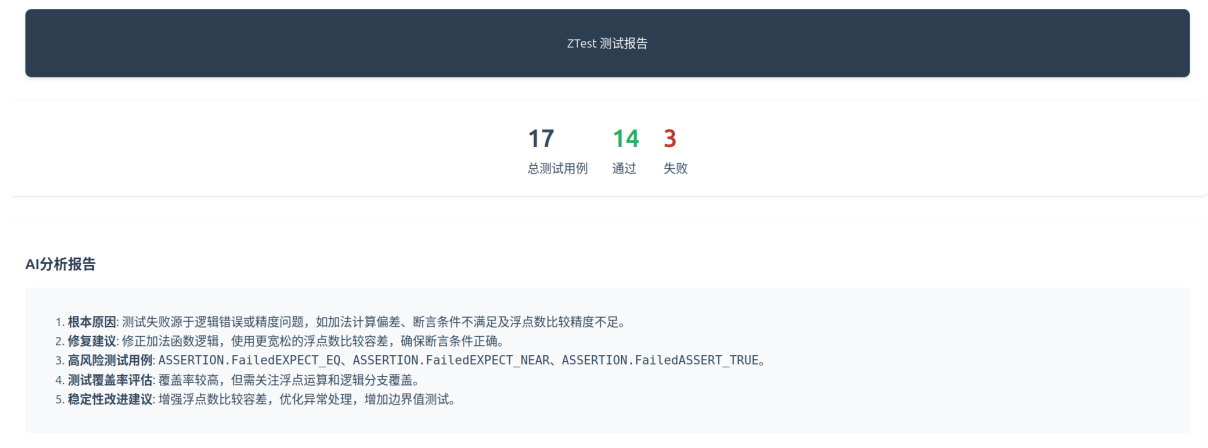 ZTest 测试报告
17 14 3
总测试用例 通过 失败
AI分析报告
1. 根本原因: 测试失败源于逻辑错误或精度问题，如加法计算偏差、断言条件不满足及浮点数比较精度不足。
2. 修复建议: 修正加法函数逻辑，使用更宽松的浮点数比较容差，确保断言条件正确。
3. 高风险测试用例: ASSERTION.FailedEXPECT_EQ、ASSERTION.FailedEXPECT_NEAR、ASSERTION.FailedASSERT_TRUE。
4. 测试覆盖率评估: 覆盖率较高，但需关注浮点运算和逻辑分支覆盖。
5. 稳定性改进建议: 增强浮点数比较容差，优化异常处理，增加边界值测试。